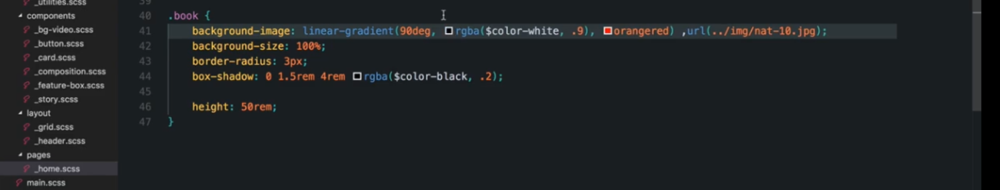 _utilities.scss
components
_bg-video.scss
_button.scss
_card.scss
_composition.scss
_feature-box.scss
_story.scss
layout
_grid.scss
_header.scss
pages
_home.scss
main.scss
39
40 .book {
41 background-image: linear-gradient(90deg, rgba($color-white, .9), orangered) ,url(../img/nat-10.jpg);
42 background-size: 100%;
43 border-radius: 3px;
44 box-shadow: 0 1.5rem 4rem rgba($color-black, .2);
45
46 height: 50rem;
47 }